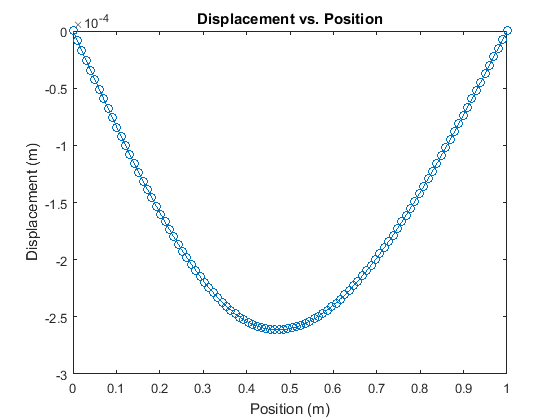 ×10^-4
Displacement vs. Position
0
-0.5
-1
-1.5
-2
-2.5
-3
Displacement (m)
0 0.1 0.2 0.3 0.4 0.5 0.6 0.7 0.8 0.9 1
Position (m)